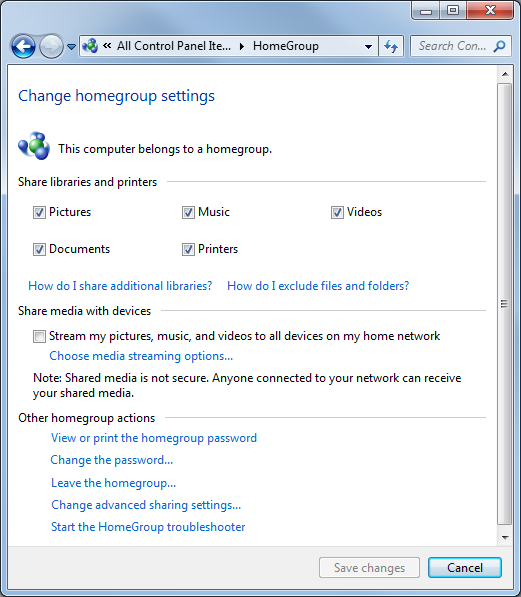 « All Control Panel Ite... ▸ HomeGroup
Search Con...
Change homegroup settings
This computer belongs to a homegroup.
Share libraries and printers
Pictures Music Videos
Documents Printers
How do I share additional libraries? How do I exclude files and folders?
Share media with devices
Stream my pictures, music, and videos to all devices on my home network
Choose media streaming options...
Note: Shared media is not secure. Anyone connected to your network can receive
your shared media.
Other homegroup actions
View or print the homegroup password
Change the password...
Leave the homegroup...
Change advanced sharing settings...
Start the HomeGroup troubleshooter
Save changes Cancel